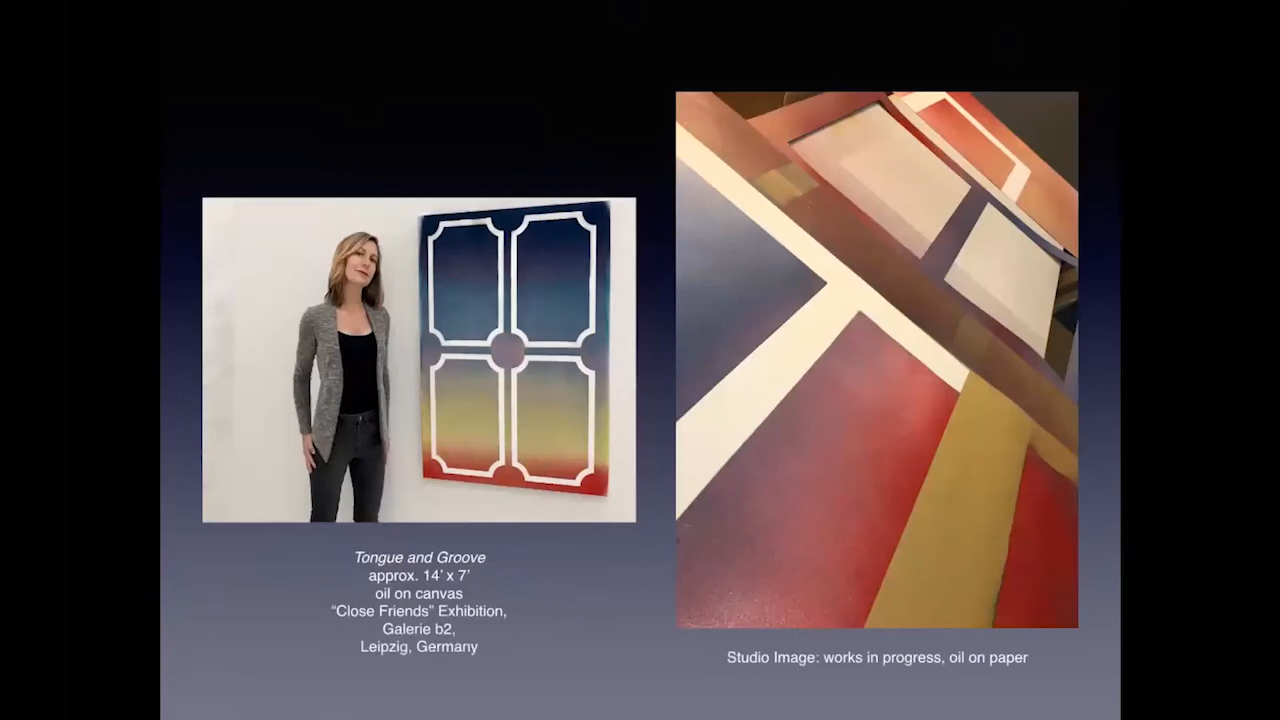 Tongue and Groove
approx. 14' x 7'
oil on canvas
“Close Friends” Exhibition,
Galerie b2,
Leipzig, Germany
Studio Image: works in progress, oil on paper